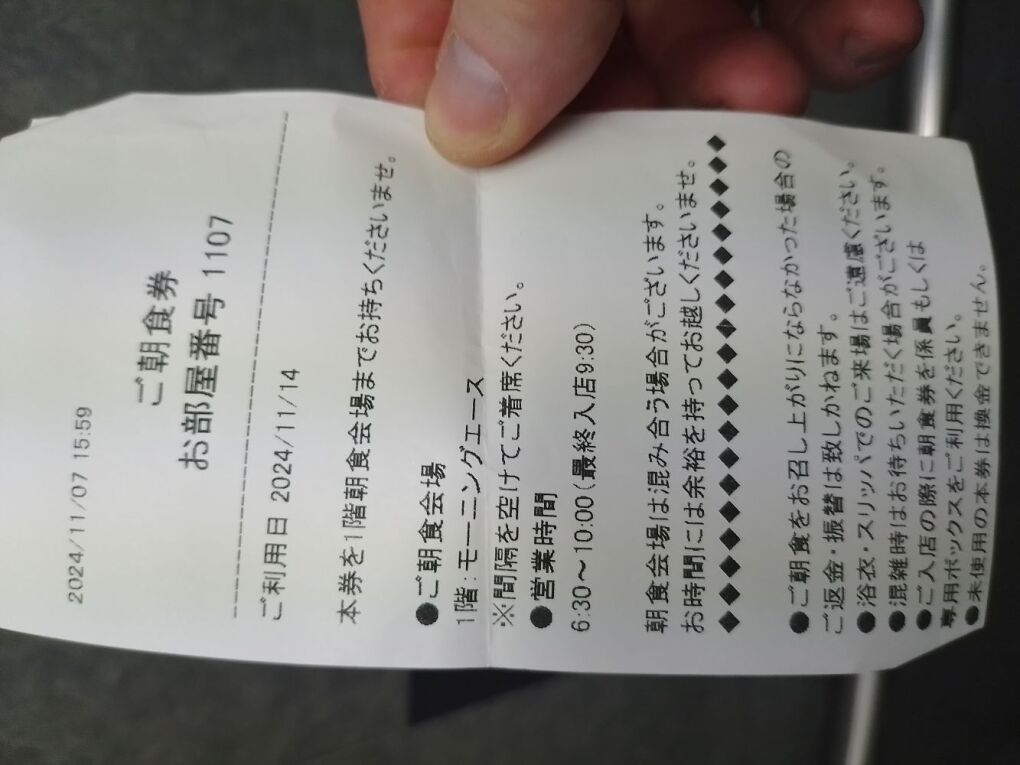 2024/11/07 15:59
ご朝食券
お部屋番号 1107
ご利用日 2024/11/14
本券を1階朝食会場までお持ちくださいませ。
●ご朝食会場
1階:モーニングエース
※間隔を空けてご着席ください。
●営業時間
6:30～10:00(最終入店9:30)
朝食会場は混み合う場合がございます。
お時間には余裕を持ってお越しくださいませ。
◆◆◆◆◆◆◆◆◆◆◆◆◆◆◆◆◆◆◆◆◆◆
●ご朝食をお召し上がりにならなかった場合の
ご返金・振替は致しかねます。
●浴衣・スリッパでのご来場はご遠慮ください。
●混雑時はお待ちいただく場合がございます。
●ご入店の際に朝食券を係員もしくは
専用ボックスをご利用ください。
●未使用の本券は換金できません。